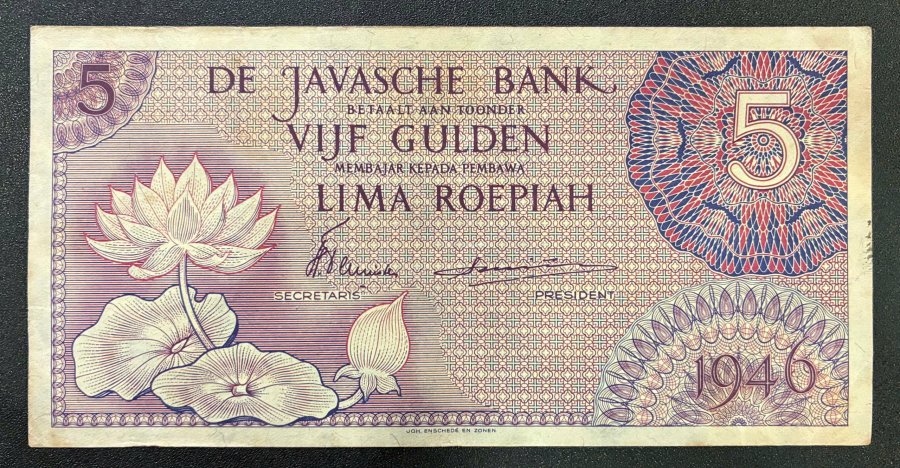 5
DE JAVASCHE BANK
BETAALT AAN TOONDER
VIJF GULDEN
MEMBAJAR KEPADA PEMBAWA
LIMA ROEPIAH
5
SECRETARIS
PRESIDENT
1946
JOH. ENSCHEDÉ EN ZONEN